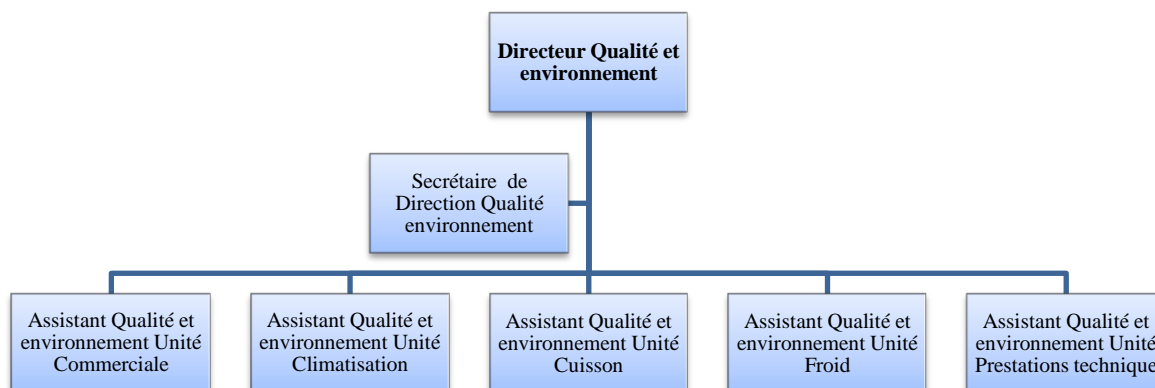 Directeur Qualité et
environnement
Secrétaire de
Direction Qualité
environnement
Assistant Qualité et
environnement Unité
Commerciale
Assistant Qualité et
environnement Unité
Climatisation
Assistant Qualité et
environnement Unité
Cuisson
Assistant Qualité et
environnement Unité
Froid
Assistant Qualité et
environnement Unité
Prestations technique